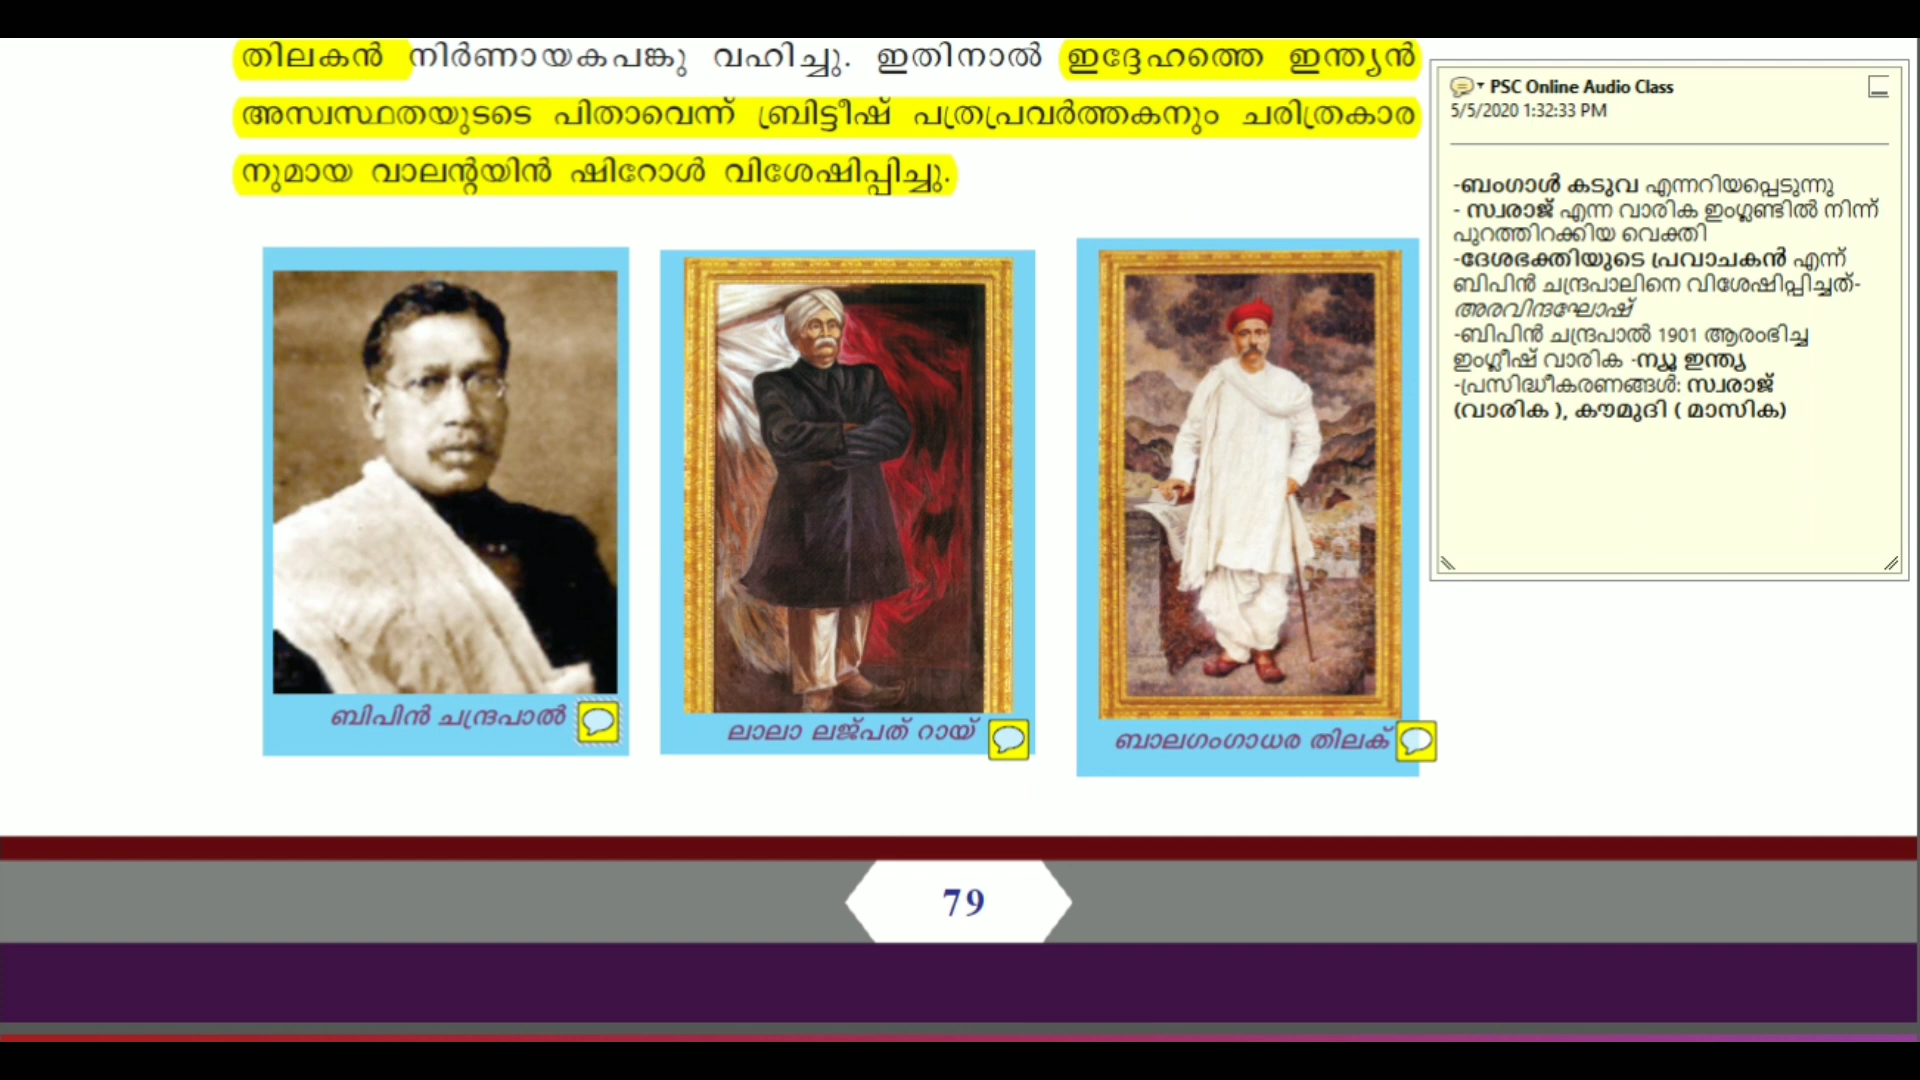 തിലകൻ നിർണായകപങ്കു വഹിച്ചു. ഇതിനാൽ ഇദ്ദേഹത്തെ ഇന്ത്യൻ
അസ്വസ്ഥതയുടടെ പിതാവെന്ന് ബ്രിട്ടീഷ് പത്രപ്രവർത്തകനും ചരിത്രകാര
നുമായ വാലന്റയിൻ ഷിറോൾ വിശേഷിപ്പിച്ചു.
ബിപിൻ ചന്ദ്രപാൽ
ലാലാ ലജ്പത് റായ്
ബാലഗംഗാധര തിലക്
79
PSC Online Audio Class
5/5/2020 1:32:33 PM
-ബംഗാൾ കടുവ എന്നറിയപ്പെടുന്നു
- സ്വരാജ് എന്ന വാരിക ഇംഗ്ലണ്ടിൽ നിന്ന്
പുറത്തിറക്കിയ വെക്തി
-ദേശഭക്തിയുടെ പ്രവാചകൻ എന്ന്
ബിപിൻ ചന്ദ്രപാലിനെ വിശേഷിപ്പിച്ചത്-
അരവിന്ദഘോഷ്
-ബിപിൻ ചന്ദ്രപാൽ 1901 ആരംഭിച്ച
ഇംഗ്ലീഷ് വാരിക -ന്യൂ ഇന്ത്യ
-പ്രസിദ്ധീകരണങ്ങൾ: സ്വരാജ്
(വാരിക ), കൗമുദി ( മാസിക)